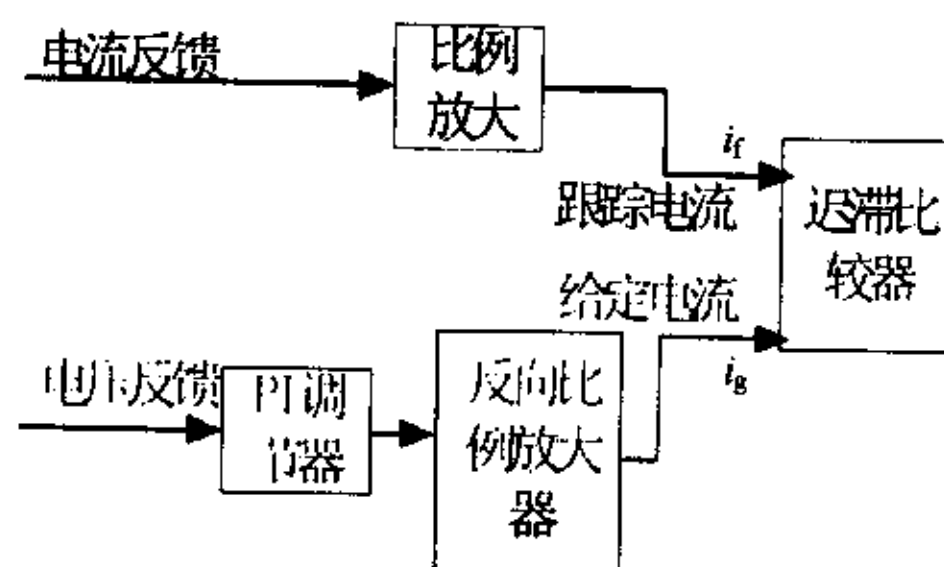 电流反馈
比例
放大
i_f
跟踪电流
迟滞比
较器
给定电流
i_g
电压反馈
PI调
节器
反向比
例放大
器